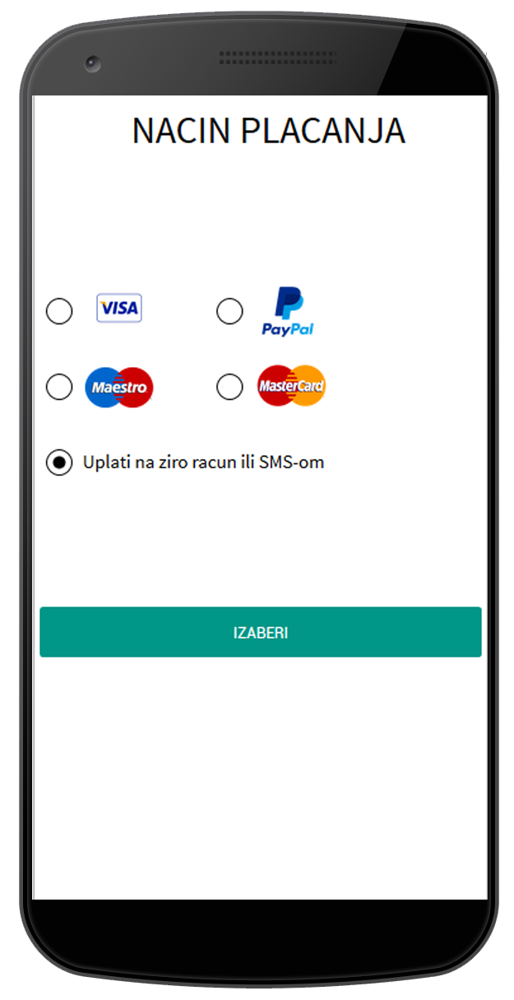 NACIN PLACANJA
VISA
PayPal
Maestro
MasterCard
Uplati na ziro racun ili SMS-om
IZABERI